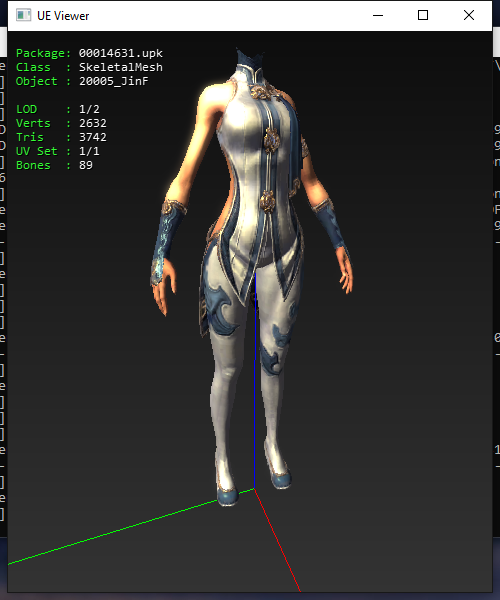 UE Viewer
Package: 00014631.upk
Class : SkeletalMesh
Object : 20005_JinF
LOD : 1/2
Verts : 2632
Tris : 3742
UV Set : 1/1
Bones : 89